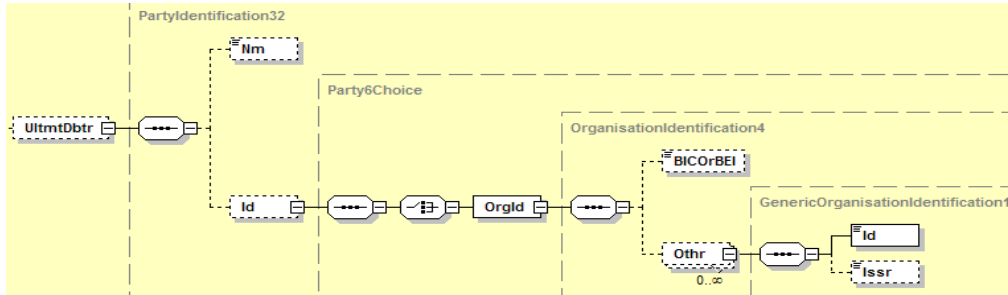 PartyIdentification32
Nm
Party6Choice
OrganisationIdentification4
UltmtDbtr
BICOrBEI
GenericOrganisationIdentification1
Id
OrgId
Id
Othr
0..∞
Issr